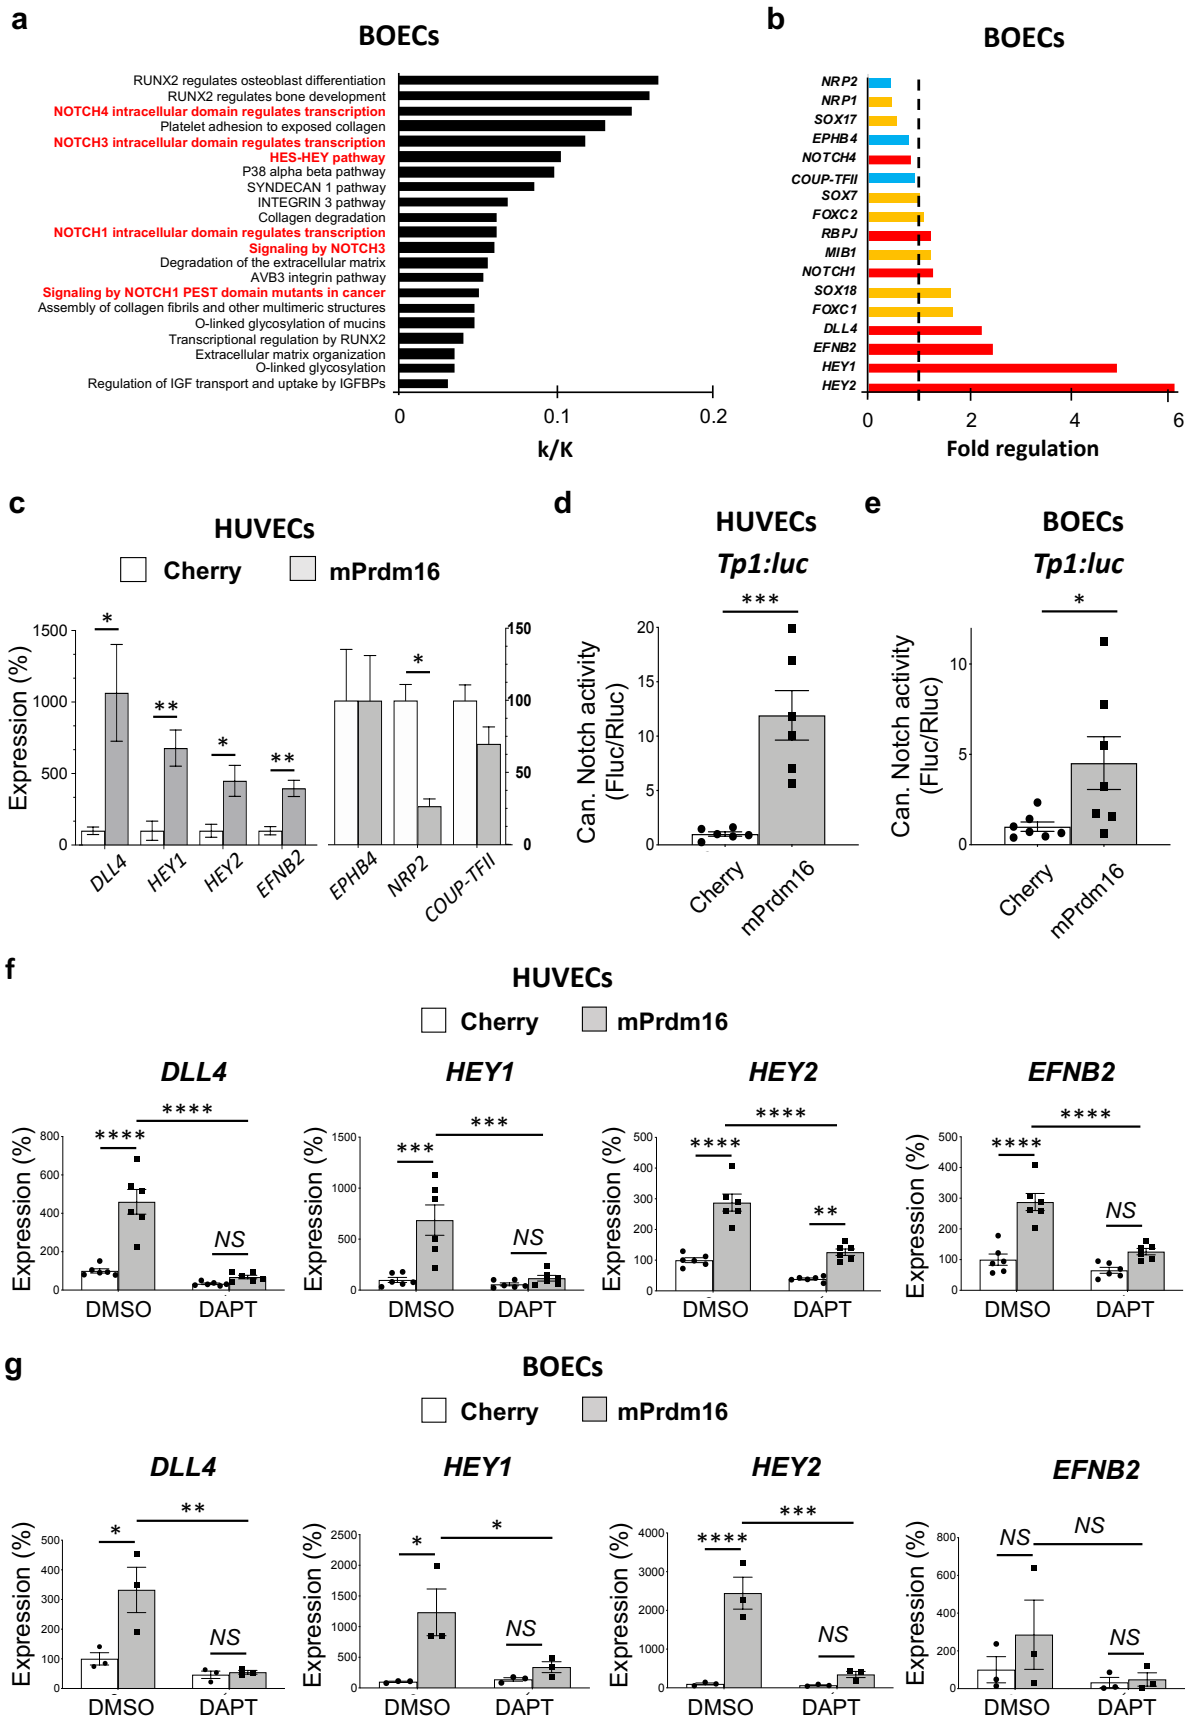 a
BOECs
RUNX2 regulates osteoblast differentiation
RUNX2 regulates bone development
NOTCH4 intracellular domain regulates transcription
Platelet adhesion to exposed collagen
NOTCH3 intracellular domain regulates transcription
HES-HEY pathway
P38 alpha beta pathway
SYNDECAN 1 pathway
INTEGRIN 3 pathway
Collagen degradation
NOTCH1 intracellular domain regulates transcription
Signaling by NOTCH3
Degradation of the extracellular matrix
AVB3 integrin pathway
Signaling by NOTCH1 PEST domain mutants in cancer
Assembly of collagen fibrils and other multimeric structures
O-linked glycosylation of mucins
Transcriptional regulation by RUNX2
Extracellular matrix organization
O-linked glycosylation
Regulation of IGF transport and uptake by IGFBPs
0 0.1 0.2
k/K
b
BOECs
NRP2
NRP1
SOX17
EPHB4
NOTCH4
COUP-TFII
SOX7
FOXC2
RBPJ
MIB1
NOTCH1
SOX18
FOXC1
DLL4
EFNB2
HEY1
HEY2
0 2 4 6
Fold regulation
c
HUVECs
Cherry mPrdm16
Expression (%)
1500
1000
500
0
* ** * **
DLL4 HEY1 HEY2 EFNB2
*
150
100
50
0
EPHB4 NRP2 COUP-TFII
d
HUVECs
Tp1:luc
***
Can. Notch activity
(Fluc/Rluc)
20
15
10
5
0
Cherry mPrdm16
e
BOECs
Tp1:luc
*
Can. Notch activity
(Fluc/Rluc)
10
5
0
Cherry mPrdm16
f
HUVECs
Cherry mPrdm16
DLL4
Expression (%)
800
600
400
200
0
**** **** NS
DMSO DAPT
HEY1
Expression (%)
1500
1000
500
0
*** *** NS
DMSO DAPT
HEY2
Expression (%)
500
400
300
200
100
0
**** **** **
DMSO DAPT
EFNB2
Expression (%)
500
400
300
200
100
0
**** **** NS
DMSO DAPT
g
BOECs
Cherry mPrdm16
DLL4
Expression (%)
500
400
300
200
100
0
* ** NS
DMSO DAPT
HEY1
Expression (%)
2500
2000
1500
1000
500
0
* * NS
DMSO DAPT
HEY2
Expression (%)
4000
3000
2000
1000
0
**** *** NS
DMSO DAPT
EFNB2
Expression (%)
800
600
400
200
0
NS NS NS
DMSO DAPT